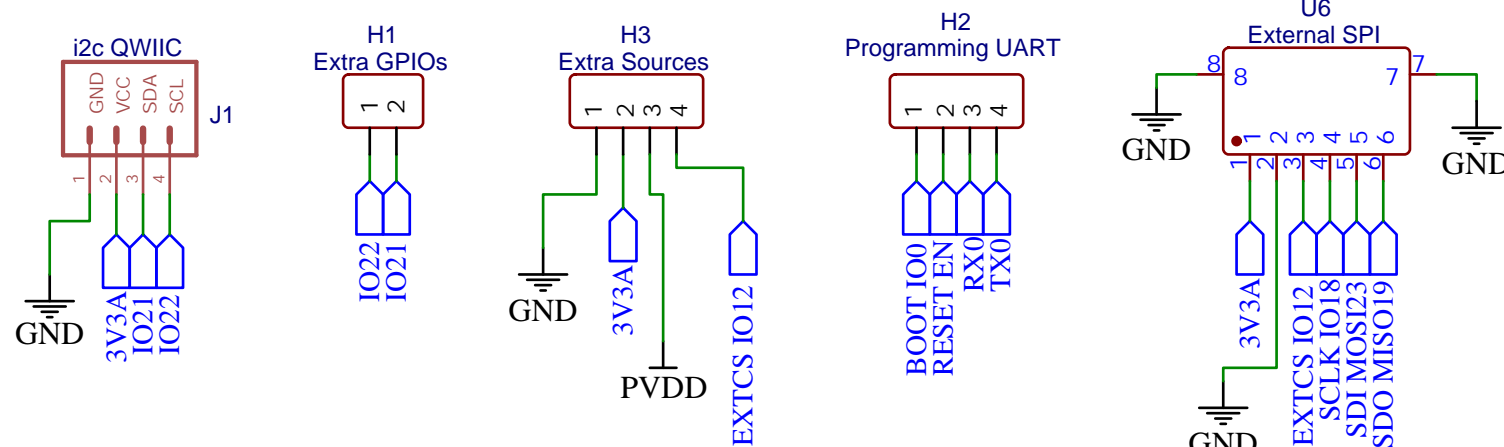 i2c QWIIC
GND
VCC
SDA
SCL
J1
1
2
3
4
GND
3V3A
IO21
IO22
H1
Extra GPIOs
1
2
IO22
IO21
H3
Extra Sources
1
2
3
4
GND
3V3A
PVDD
EXTCS IO12
H2
Programming UART
1
2
3
4
BOOT IO0
RESET EN
RX0
TX0
U6
External SPI
8
8
7
7
GND
GND
1
2
3
4
5
6
1
2
3
4
5
6
3V3A
GND
EXTCS IO12
SCLK IO18
SDI MOSI23
SDO MISO19